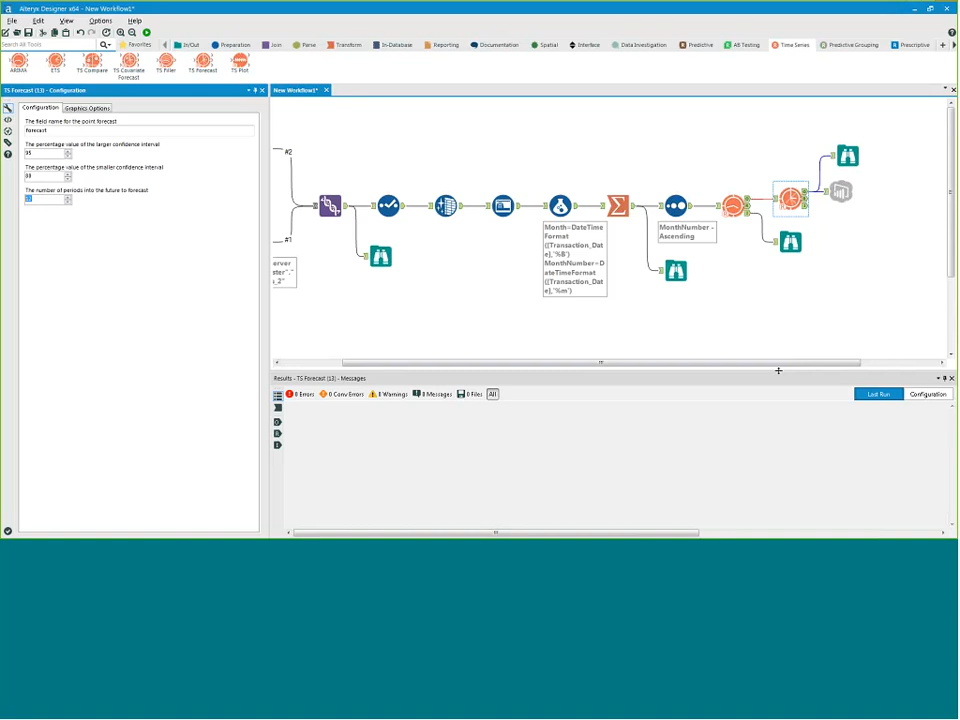 Alteryx Designer x64 - New Workflow1*
File Edit View Options Help
Search All Tools Favorites In/Out Preparation Join Parse Transform In-Database Reporting Documentation Spatial Interface Data Investigation Predictive AB Testing Time Series Predictive Grouping Prescriptive
ARIMA ETS TS Compare TS Covariate Forecast TS Filler TS Forecast TS Plot
TS Forecast (13) - Configuration
New Workflow1*
Configuration Graphics Options
The field name for the point forecast
forecast
The percentage value of the larger confidence interval
95
The percentage value of the smaller confidence interval
80
The number of periods into the future to forecast
#2
#1
erver
ater"."
s_2"
Month=DateTime
Format
([Transaction_Dat
e],'%B')
MonthNumber=D
ateTimeFormat
([Transaction_Dat
e],'%m')
MonthNumber -
Ascending
Results - TS Forecast (13) - Messages
0 Errors 0 Conv Errors 0 Warnings 0 Messages 0 Files All
Last Run Configuration